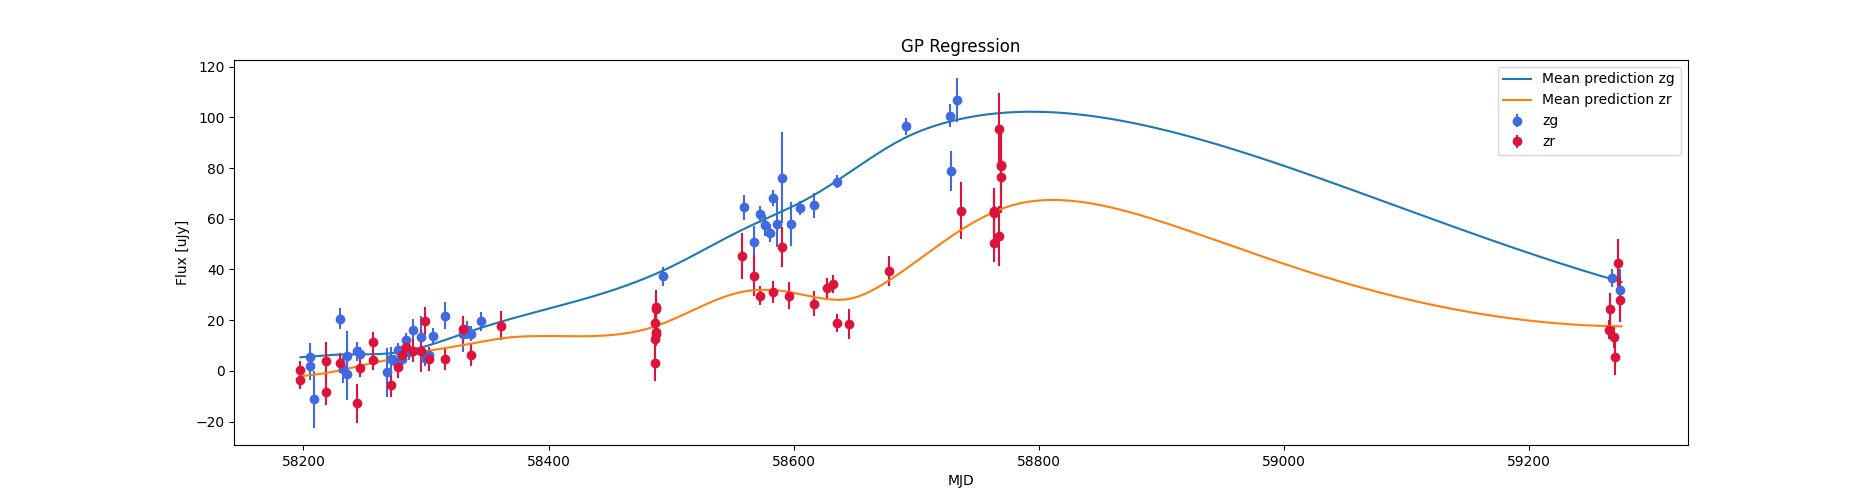 GP Regression
120
100
80
60
40
20
0
−20
Flux [uJy]
58200
58400
58600
58800
59000
59200
MJD
Mean prediction zg
Mean prediction zr
zg
zr